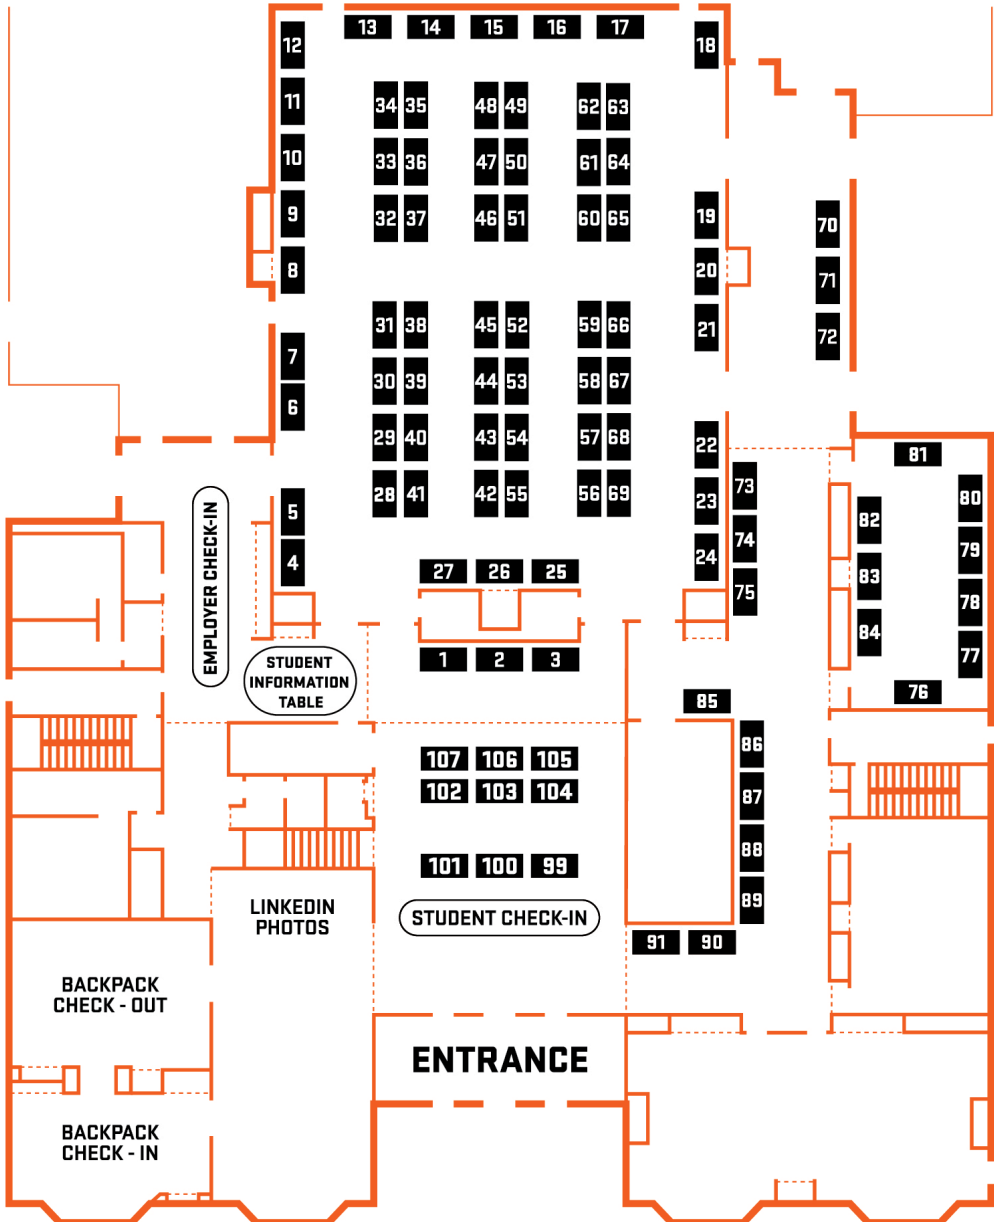 13 14 15 16 17
12 18
11 34 35 48 49 62 63
10 33 36 47 50 61 64
9 32 37 46 51 60 65 19 70
8 20 71
31 38 45 52 59 66 21 72
7
30 39 44 53 58 67
6
29 40 43 54 57 68 22 81
28 41 42 55 56 69 23 73 80
5 82
EMPLOYER CHECK-IN
4 24 74 79
27 26 25 75 83 78
84 77
1 2 3
STUDENT
INFORMATION
TABLE
85 76
107 106 105 86
102 103 104 87
101 100 99 88
89
LINKEDIN
PHOTOS
STUDENT CHECK-IN
91 90
BACKPACK
CHECK - OUT
ENTRANCE
BACKPACK
CHECK - IN